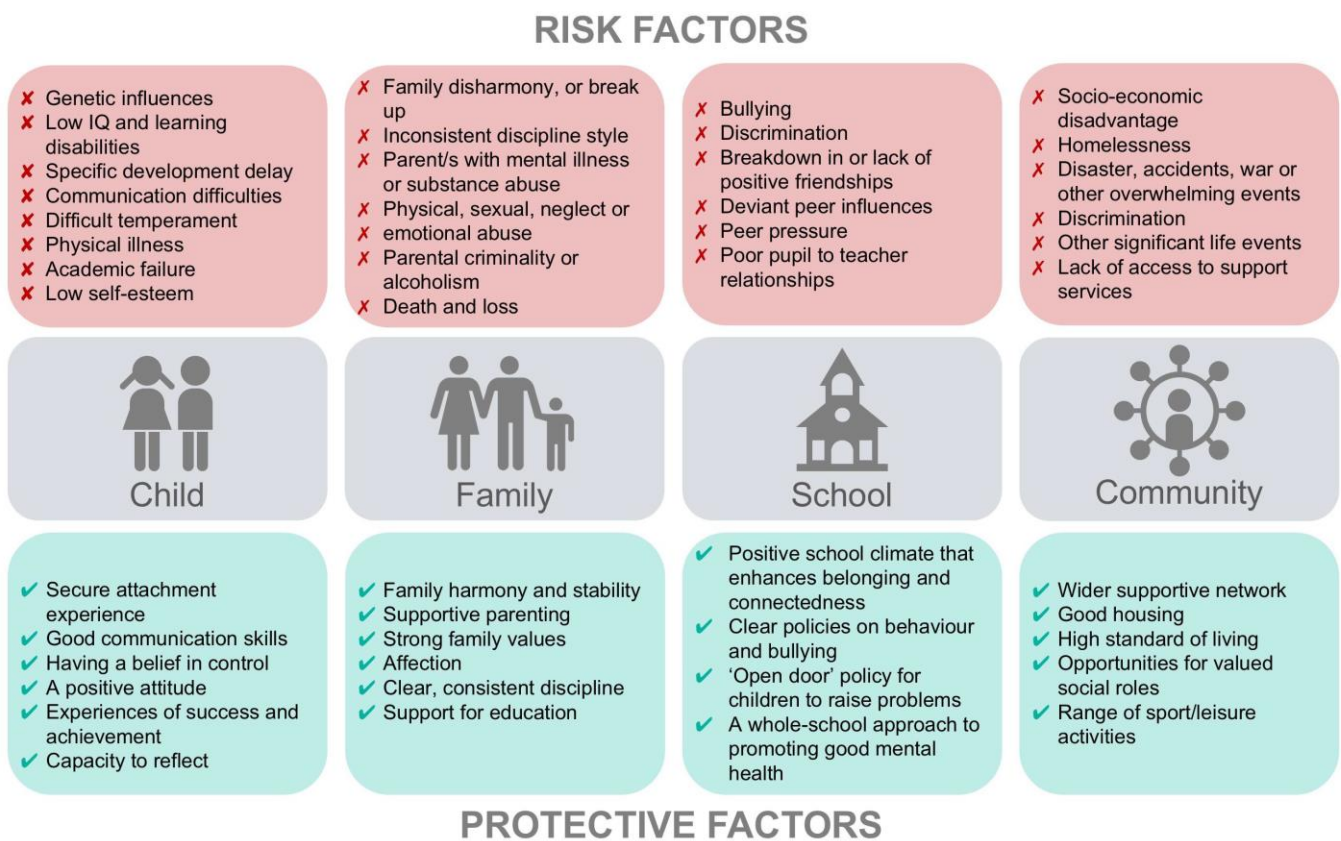 RISK FACTORS
✘ Genetic influences
✘ Low IQ and learning
disabilities
✘ Specific development delay
✘ Communication difficulties
✘ Difficult temperament
✘ Physical illness
✘ Academic failure
✘ Low self-esteem
✗ Family disharmony, or break
up
✗ Inconsistent discipline style
✗ Parent/s with mental illness
or substance abuse
✗ Physical, sexual, neglect or
✗ emotional abuse
✗ Parental criminality or
alcoholism
✗ Death and loss
✗ Bullying
✗ Discrimination
✗ Breakdown in or lack of
positive friendships
✗ Deviant peer influences
✗ Peer pressure
✗ Poor pupil to teacher
relationships
✗ Socio-economic
disadvantage
✗ Homelessness
✗ Disaster, accidents, war or
other overwhelming events
✗ Discrimination
✗ Other significant life events
✗ Lack of access to support
services
Child
Family
School
Community
✔ Secure attachment
experience
✔ Good communication skills
✔ Having a belief in control
✔ A positive attitude
✔ Experiences of success and
achievement
✔ Capacity to reflect
✔ Family harmony and stability
✔ Supportive parenting
✔ Strong family values
✔ Affection
✔ Clear, consistent discipline
✔ Support for education
✔ Positive school climate that
enhances belonging and
connectedness
✔ Clear policies on behaviour
and bullying
✔ ‘Open door’ policy for
children to raise problems
✔ A whole-school approach to
promoting good mental
health
✔ Wider supportive network
✔ Good housing
✔ High standard of living
✔ Opportunities for valued
social roles
✔ Range of sport/leisure
activities
PROTECTIVE FACTORS